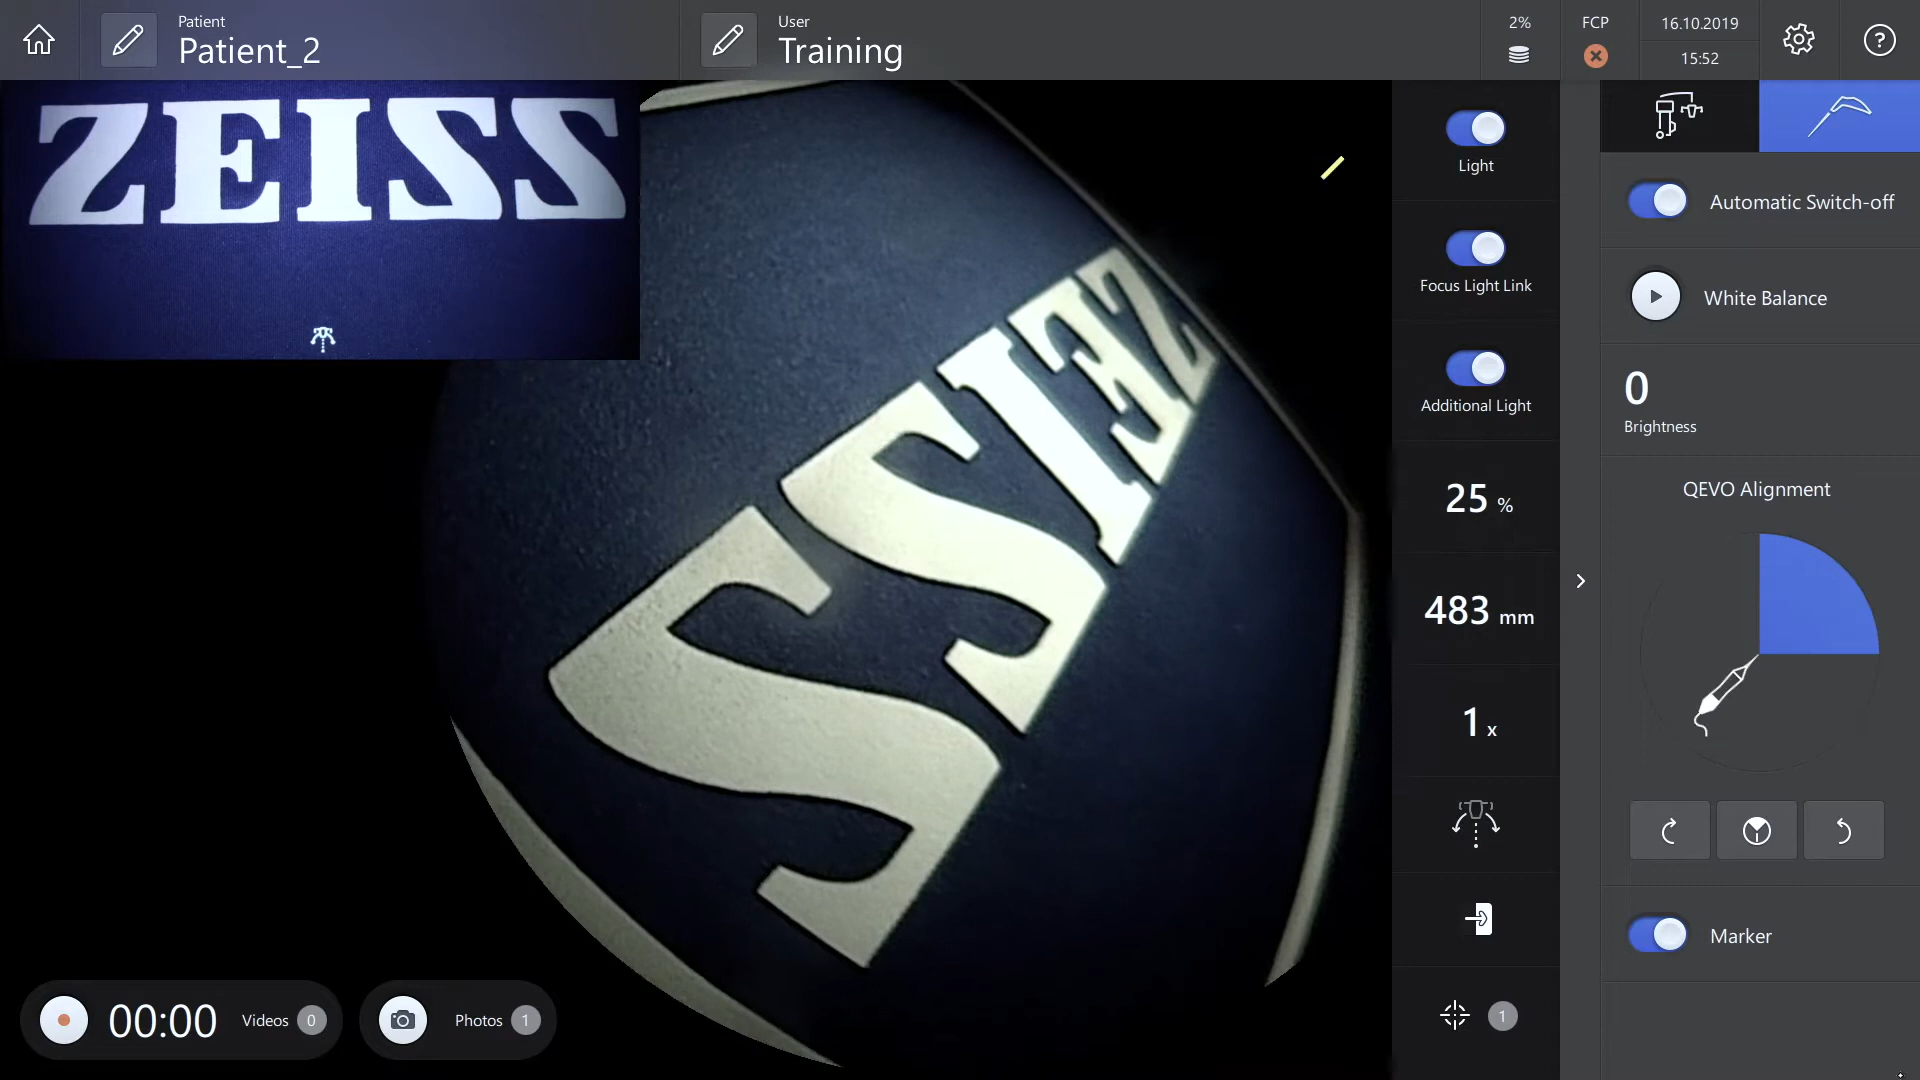 Patient
Patient_2
User
Training
2%
FCP
16.10.2019
15:52
?
ZEISS
ZEISS
Light
Focus Light Link
Additional Light
25 %
483 mm
1 x
1
Automatic Switch-off
White Balance
0
Brightness
QEVO Alignment
Marker
00:00
Videos 0
Photos 1